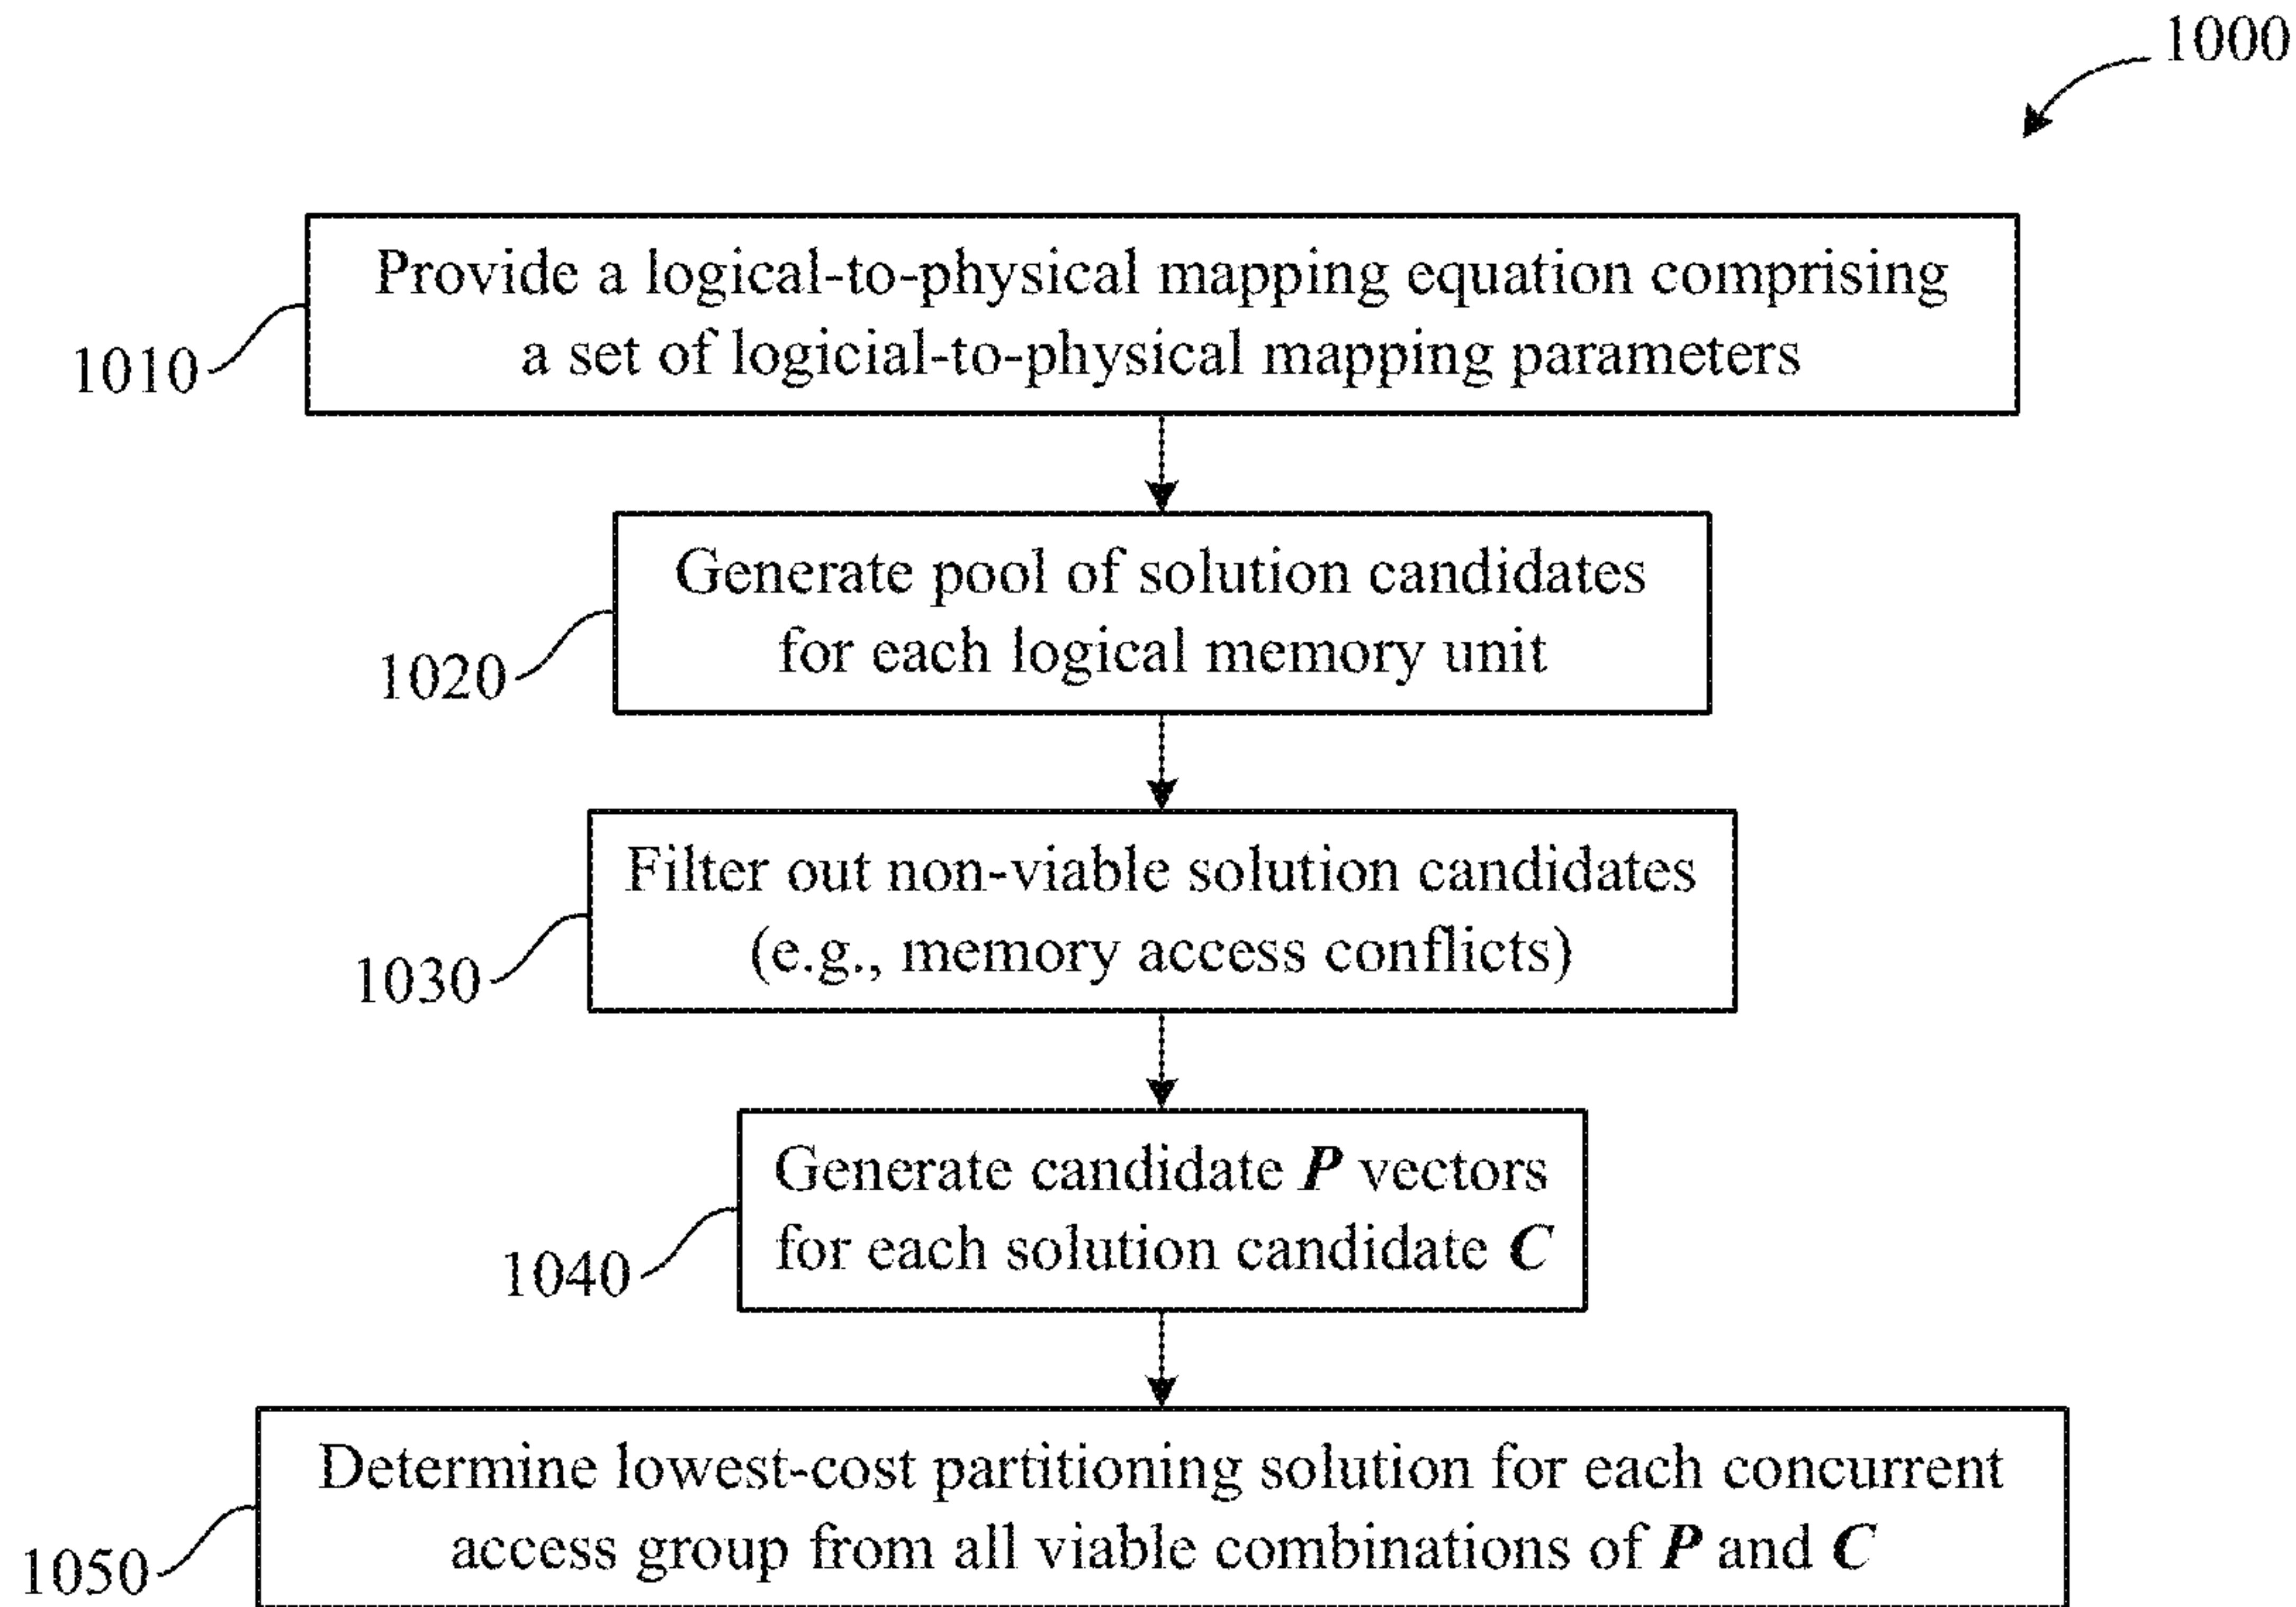 1000
Provide a logical-to-physical mapping equation comprising
a set of logicial-to-physical mapping parameters
1010
Generate pool of solution candidates
for each logical memory unit
1020
Filter out non-viable solution candidates
(e.g., memory access conflicts)
1030
Generate candidate P vectors
for each solution candidate C
1040
Determine lowest-cost partitioning solution for each concurrent
access group from all viable combinations of P and C
1050